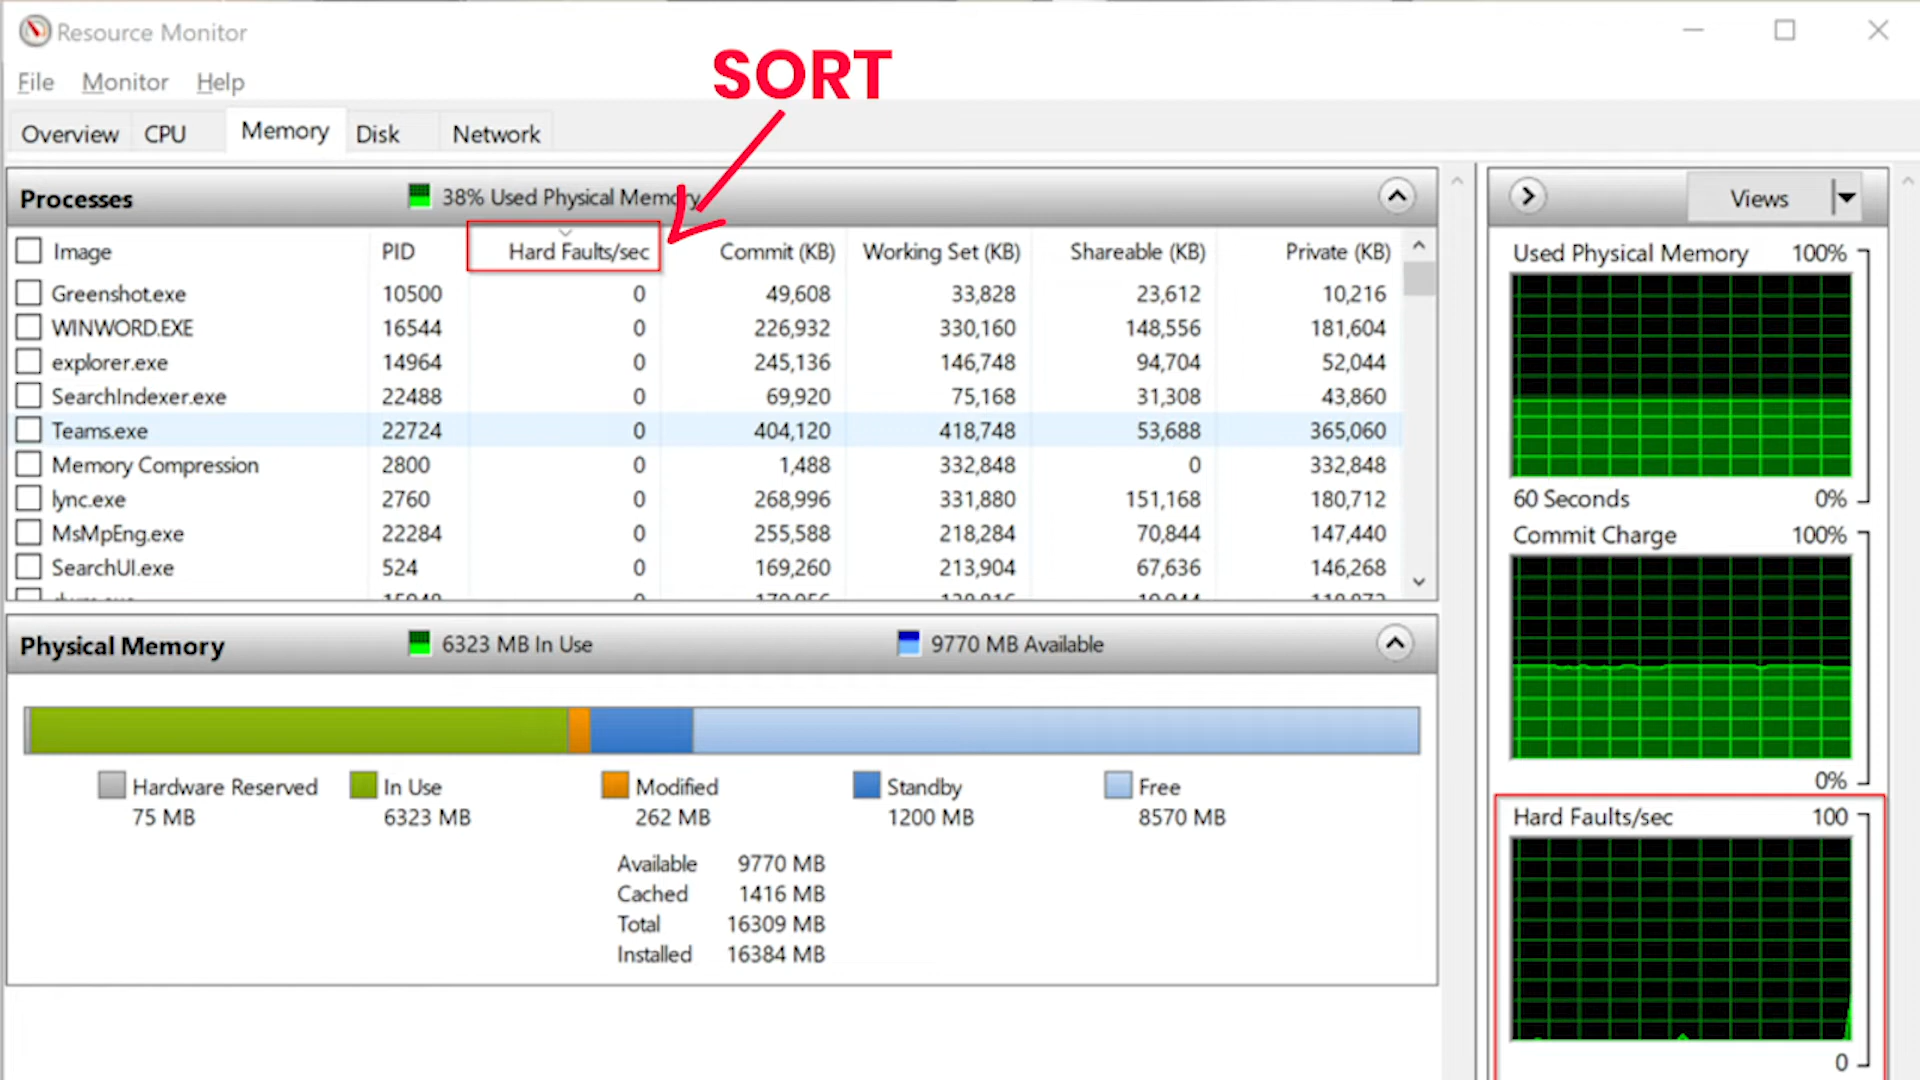 Resource Monitor
SORT
File Monitor Help
Overview CPU Memory Disk Network
Processes 38% Used Physical Memory
Image PID Hard Faults/sec Commit (KB) Working Set (KB) Shareable (KB) Private (KB)
Greenshot.exe 10500 0 49,608 33,828 23,612 10,216
WINWORD.EXE 16544 0 226,932 330,160 148,556 181,604
explorer.exe 14964 0 245,136 146,748 94,704 52,044
SearchIndexer.exe 22488 0 69,920 75,168 31,308 43,860
Teams.exe 22724 0 404,120 418,748 53,688 365,060
Memory Compression 2800 0 1,488 332,848 0 332,848
lync.exe 2760 0 268,996 331,880 151,168 180,712
MsMpEng.exe 22284 0 255,588 218,284 70,844 147,440
SearchUI.exe 524 0 169,260 213,904 67,636 146,268
Physical Memory 6323 MB In Use 9770 MB Available
Hardware Reserved In Use Modified Standby Free
75 MB 6323 MB 262 MB 1200 MB 8570 MB
Available 9770 MB
Cached 1416 MB
Total 16309 MB
Installed 16384 MB
Views
Used Physical Memory 100%
60 Seconds 0%
Commit Charge 100%
0%
Hard Faults/sec 100
0